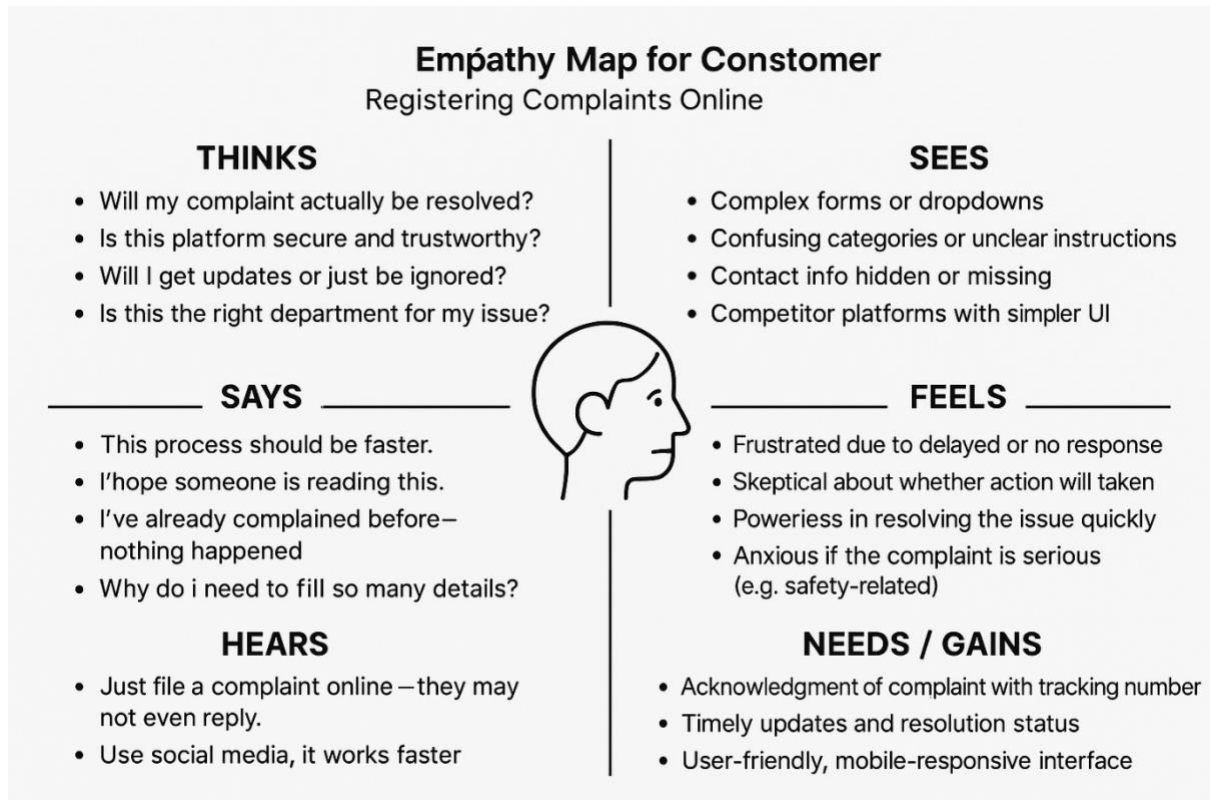 Emṕathy Map for Constomer
Registering Complaints Online
THINKS
• Will my complaint actually be resolved?
• Is this platform secure and trustworthy?
• Will I get updates or just be ignored?
• Is this the right department for my issue?
SEES
• Complex forms or dropdowns
• Confusing categories or unclear instructions
• Contact info hidden or missing
• Competitor platforms with simpler UI
SAYS
• This process should be faster.
• I'hope someone is reading this.
• I've already complained before—
nothing happened
• Why do i need to fill so many details?
FEELS
• Frustrated due to delayed or no response
• Skeptical about whether action will taken
• Poweriess in resolving the issue quickly
• Anxious if the complaint is serious
(e.g. safety-related)
HEARS
• Just file a complaint online —they may
not even reply.
• Use social media, it works faster
NEEDS / GAINS
• Acknowledgment of complaint with tracking number
• Timely updates and resolution status
• User-friendly, mobile-responsive interface